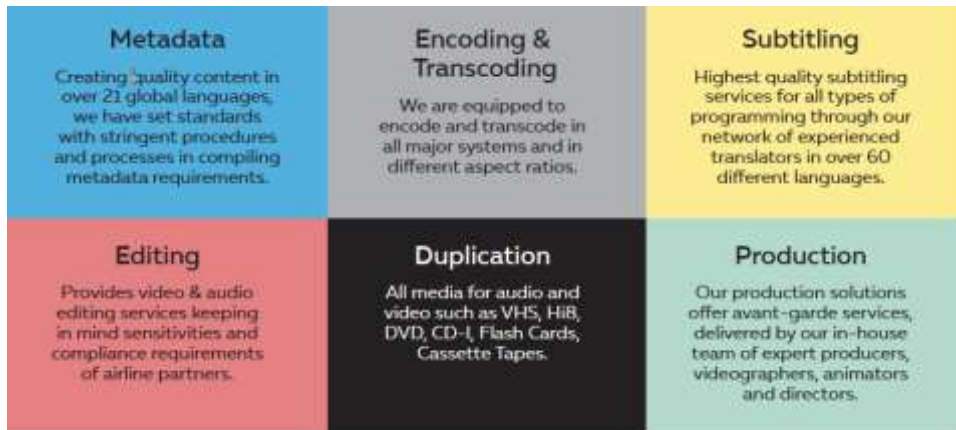 Metadata
Creating quality content in
over 21 global languages,
we have set standards
with stringent procedures
and processes in compiling
metadata requirements.
Encoding &
Transcoding
We are equipped to
encode and transcode in
all major systems and in
different aspect ratios.
Subtitling
Highest quality subtitling
services for all types of
programming through our
network of experienced
translators in over 60
different languages.
Editing
Provides video & audio
editing services keeping
in mind sensitivities and
compliance requirements
of airline partners.
Duplication
All media for audio and
video such as VHS, Hi8,
DVD, CD-I, Flash Cards,
Cassette Tapes.
Production
Our production solutions
offer avant-garde services,
delivered by our in-house
team of expert producers,
videographers, animators
and directors.